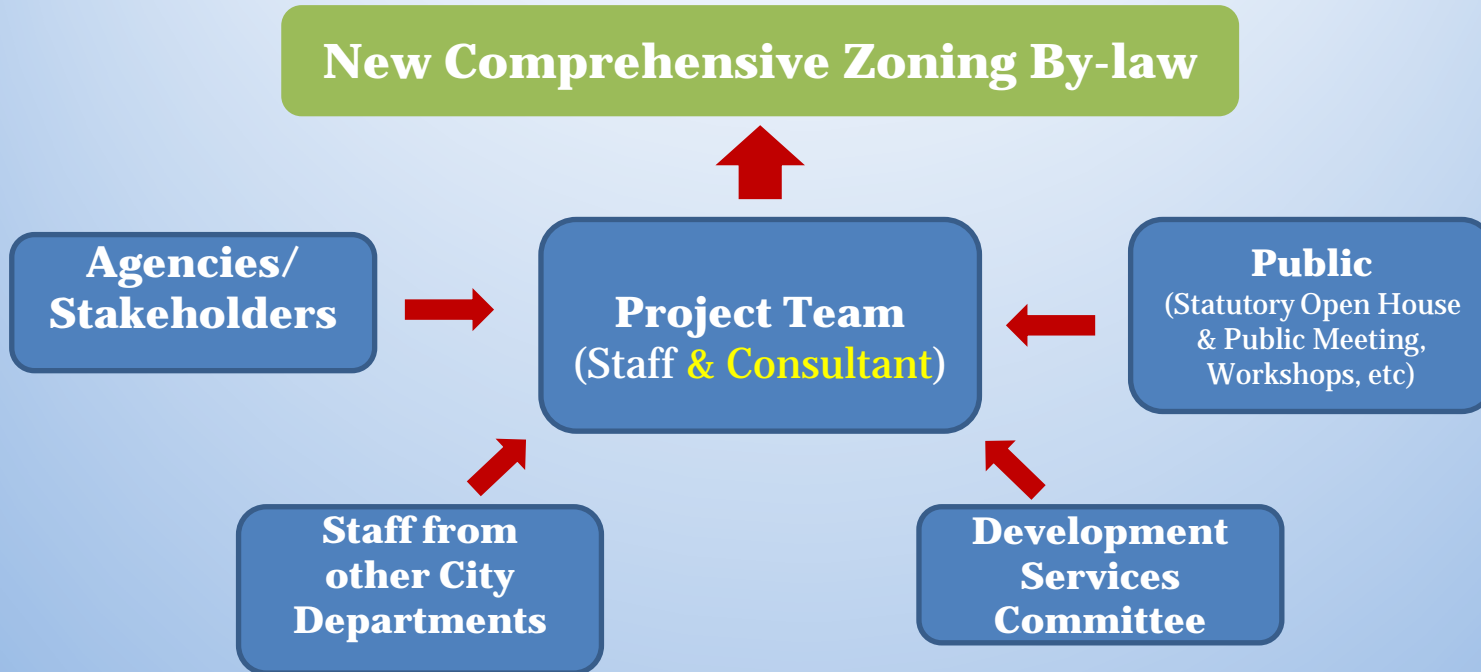 New Comprehensive Zoning By-law
Agencies/
Stakeholders
Project Team
(Staff & Consultant)
Public
(Statutory Open House
& Public Meeting,
Workshops, etc)
Staff from
other City
Departments
Development
Services
Committee